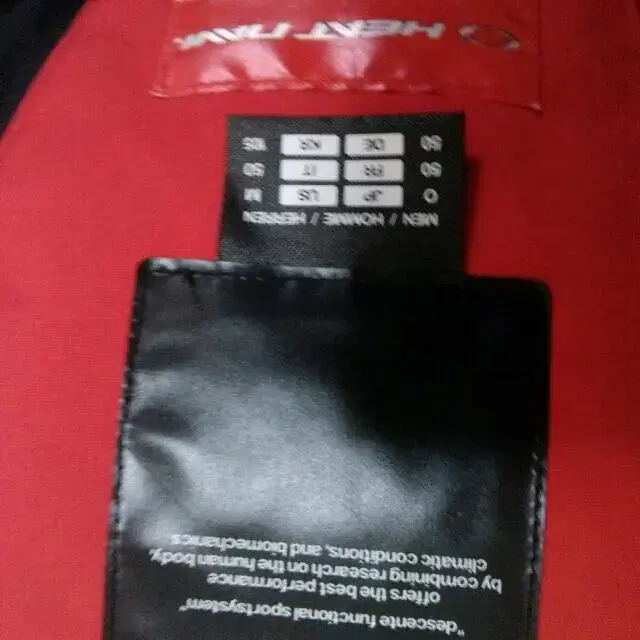 "descente functional sportsystem"
offers the best performance
by combining research on the human body,
climatic conditions, and biomechanics
MEN / HOMME / HERREN
O JP US M
50 FR IT 50
50 DE KR 105
HEAT NAVI